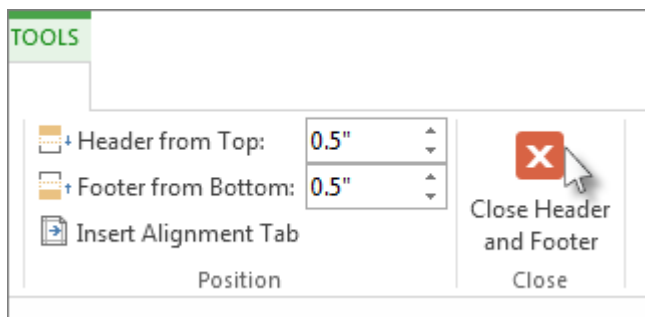 TOOLS
Header from Top: 0.5"
Footer from Bottom: 0.5"
Insert Alignment Tab
Position
Close Header
and Footer
Close